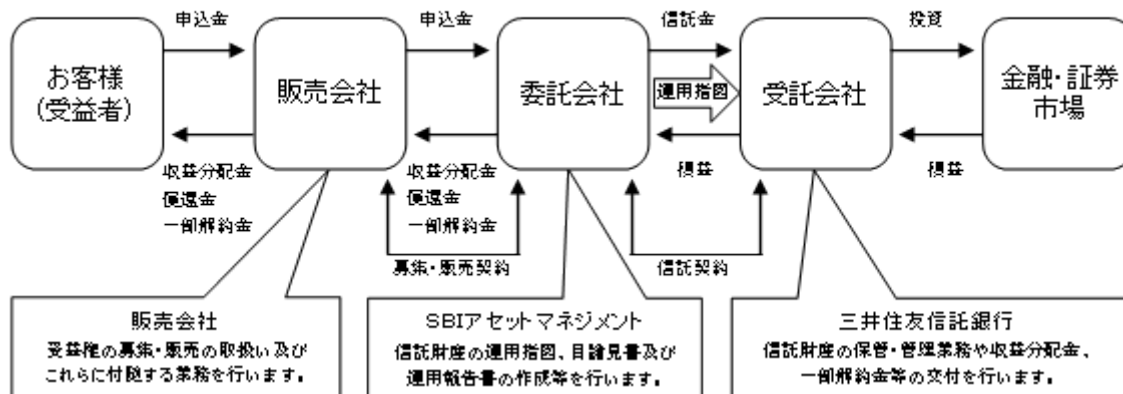 申込金
申込金
信託金
投資
お客様
(受益者)
販売会社
委託会社
運用指図
受託会社
金融・証券
市場
収益分配金
償還金
一部解約金
収益分配金
償還金
一部解約金
損益
損益
募集・販売契約
信託契約
販売会社
受益権の募集・販売の取扱い及び
これらに付随する業務を行います。
SBIアセットマネジメント
信託財産の運用指図、目論見書及び
運用報告書の作成等を行います。
三井住友信託銀行
信託財産の保管・管理業務や収益分配金、
一部解約金等の交付を行います。